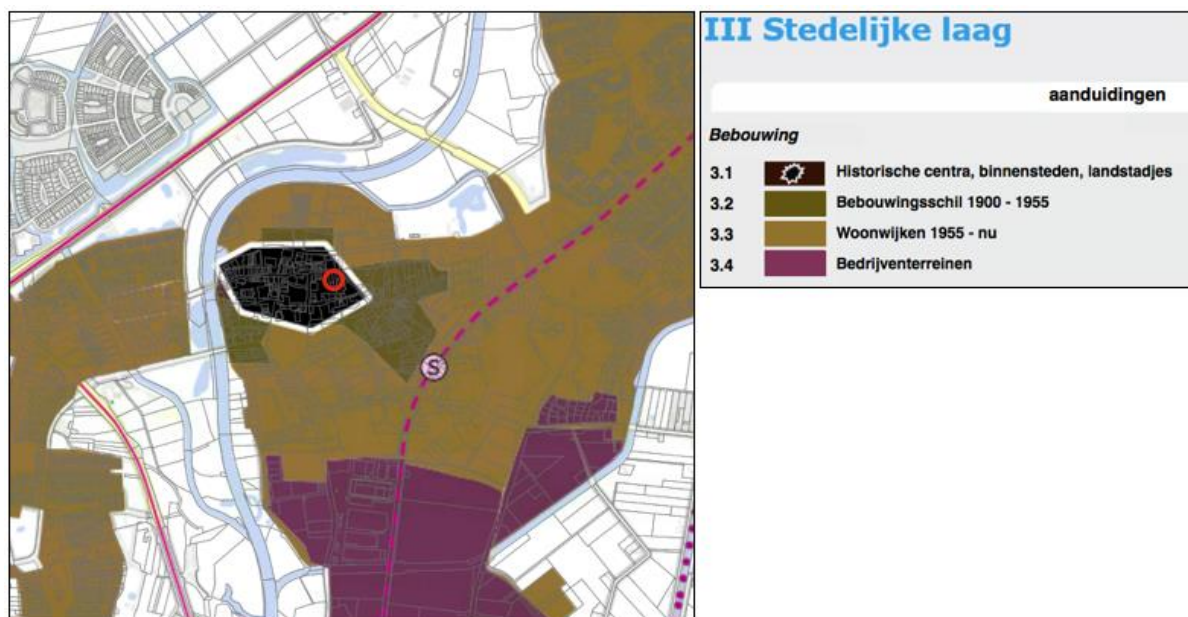 S
III Stedelijke laag
aanduidingen
Bebouwing
3.1 Historische centra, binnensteden, landstadjes
3.2 Bebouwingsschil 1900 - 1955
3.3 Woonwijken 1955 - nu
3.4 Bedrijventerreinen